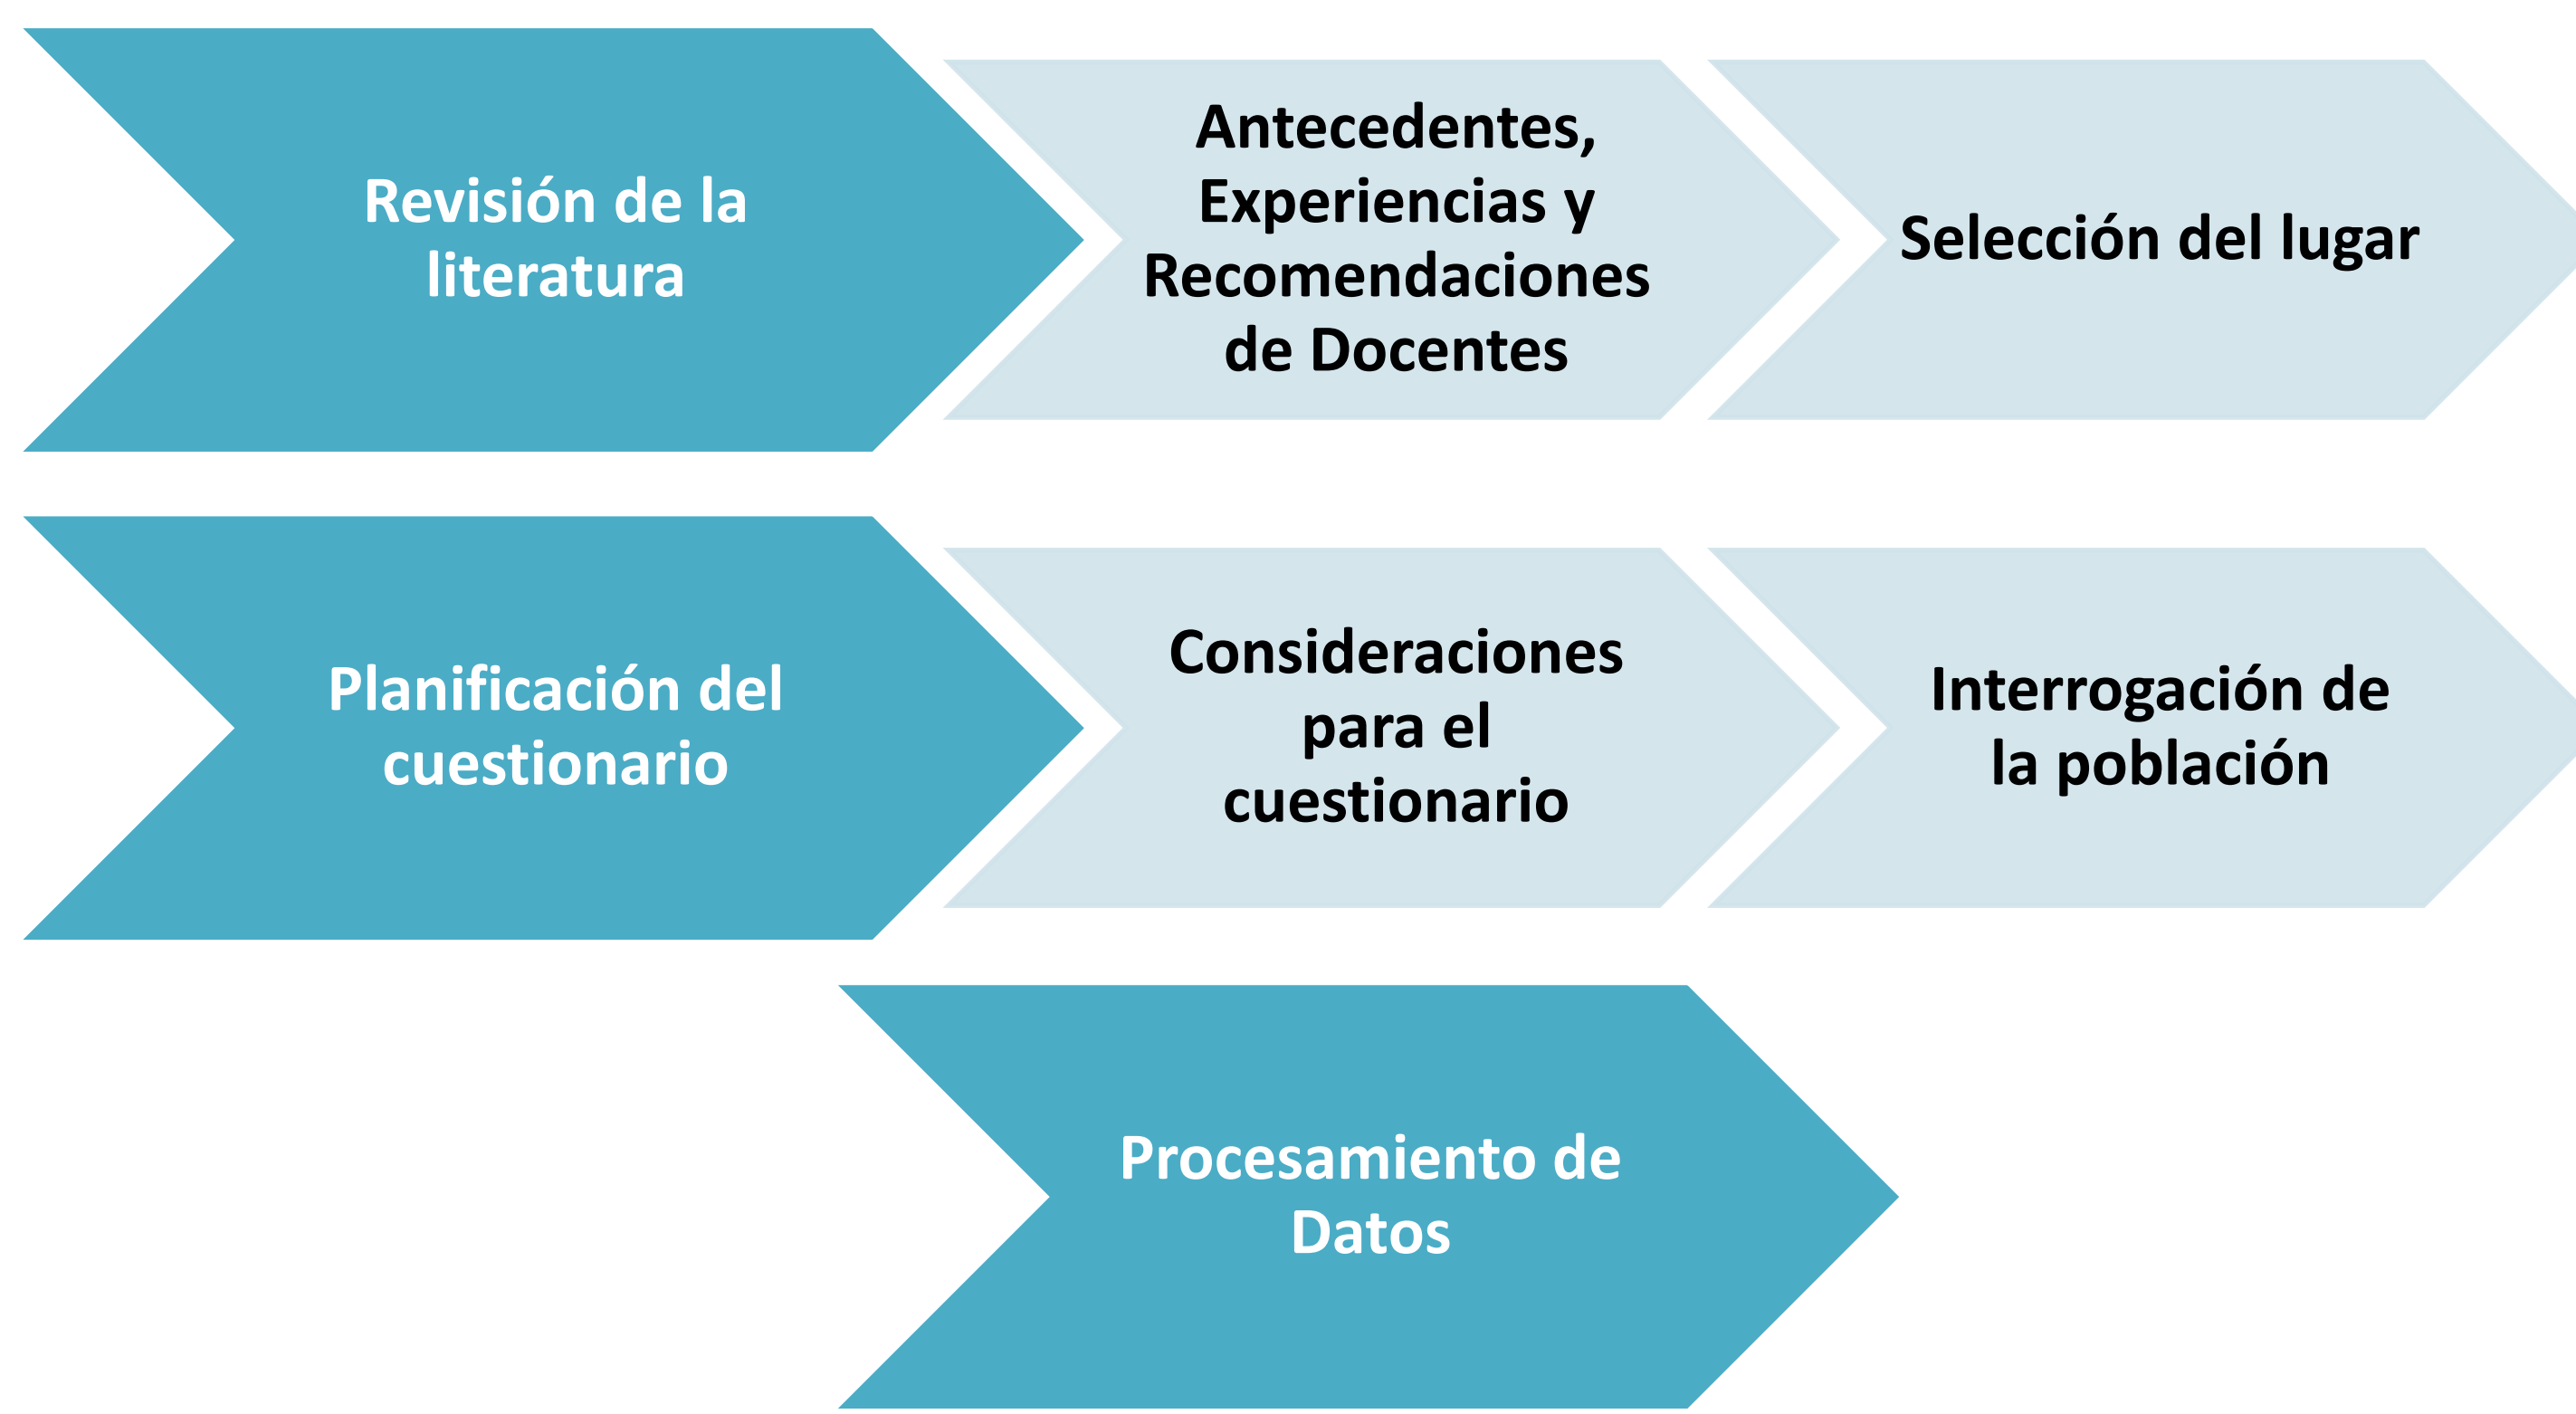 Revisión de la
literatura
Antecedentes,
Experiencias y
Recomendaciones
de Docentes
Selección del lugar
Planificación del
cuestionario
Consideraciones
para el
cuestionario
Interrogación de
la población
Procesamiento de
Datos